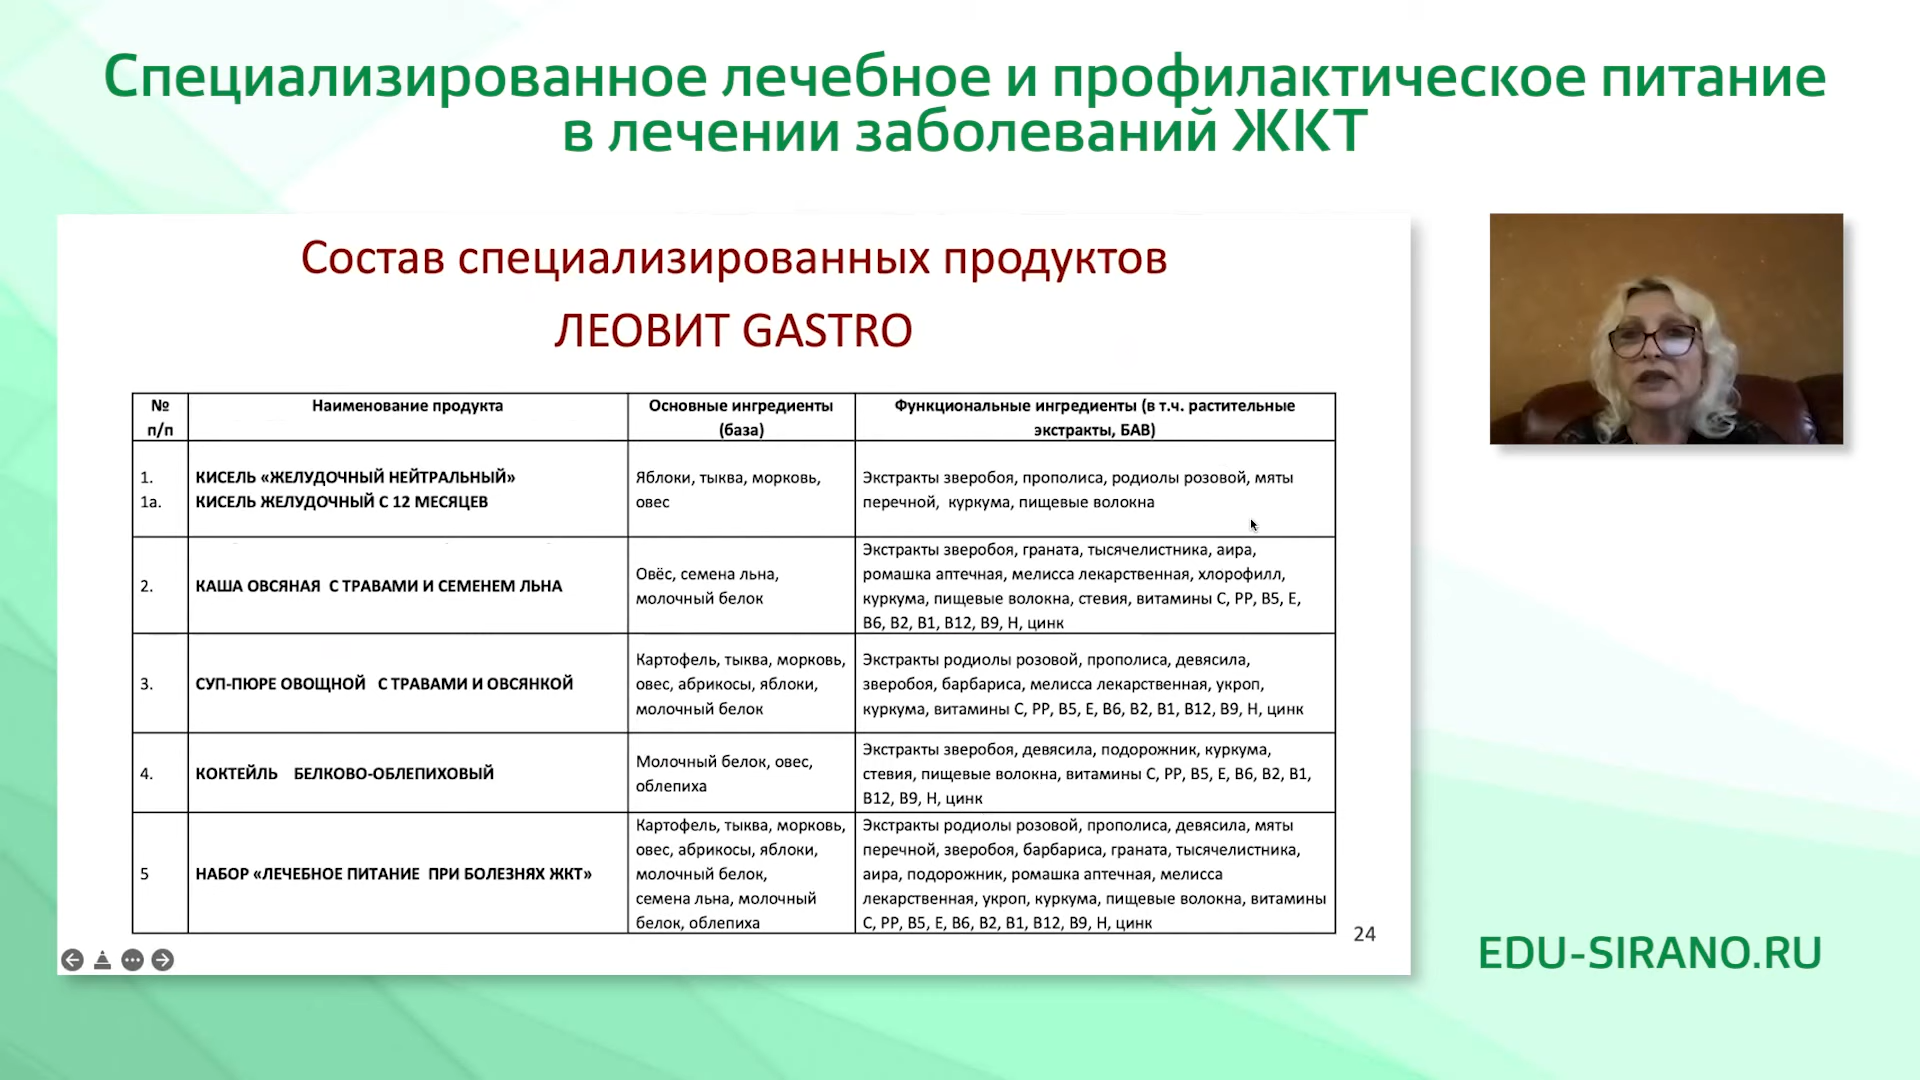 Специализированное лечебное и профилактическое питание
в лечении заболеваний ЖКТ
Состав специализированных продуктов
ЛЕОВИТ GASTRO
№
п/п
Наименование продукта
Основные ингредиенты
(база)
Функциональные ингредиенты (в т.ч. растительные
экстракты, БАВ)
1.
1а.
КИСЕЛЬ «ЖЕЛУДОЧНЫЙ НЕЙТРАЛЬНЫЙ»
КИСЕЛЬ ЖЕЛУДОЧНЫЙ С 12 МЕСЯЦЕВ
Яблоки, тыква, морковь,
овес
Экстракты зверобоя, прополиса, родиолы розовой, мяты
перечной, куркума, пищевые волокна
2.
КАША ОВСЯНАЯ С ТРАВАМИ И СЕМЕНЕМ ЛЬНА
Овёс, семена льна,
молочный белок
Экстракты зверобоя, граната, тысячелистника, аира,
ромашка аптечная, мелисса лекарственная, хлорофилл,
куркума, пищевые волокна, стевия, витамины С, РР, В5, Е,
В6, В2, В1, В12, В9, Н, цинк
3.
СУП-ПЮРЕ ОВОЩНОЙ С ТРАВАМИ И ОВСЯНКОЙ
Картофель, тыква, морковь,
овес, абрикосы, яблоки,
молочный белок
Экстракты родиолы розовой, прополиса, девясила,
зверобоя, барбариса, мелисса лекарственная, укроп,
куркума, витамины С, РР, В5, Е, В6, В2, В1, В12, В9, Н, цинк
4.
КОКТЕЙЛЬ БЕЛКОВО-ОБЛЕПИХОВЫЙ
Молочный белок, овес,
облепиха
Экстракты зверобоя, девясила, подорожник, куркума,
стевия, пищевые волокна, витамины С, РР, В5, Е, В6, В2, В1,
В12, В9, Н, цинк
5
НАБОР «ЛЕЧЕБНОЕ ПИТАНИЕ ПРИ БОЛЕЗНЯХ ЖКТ»
Картофель, тыква, морковь,
овес, абрикосы, яблоки,
молочный белок,
семена льна, молочный
белок, облепиха
Экстракты родиолы розовой, прополиса, девясила, мяты
перечной, зверобоя, барбариса, граната, тысячелистника,
аира, подорожник, ромашка аптечная, мелисса
лекарственная, укроп, куркума, пищевые волокна, витамины
С, РР, В5, Е, В6, В2, В1, В12, В9, Н, цинк
24
EDU-SIRANO.RU